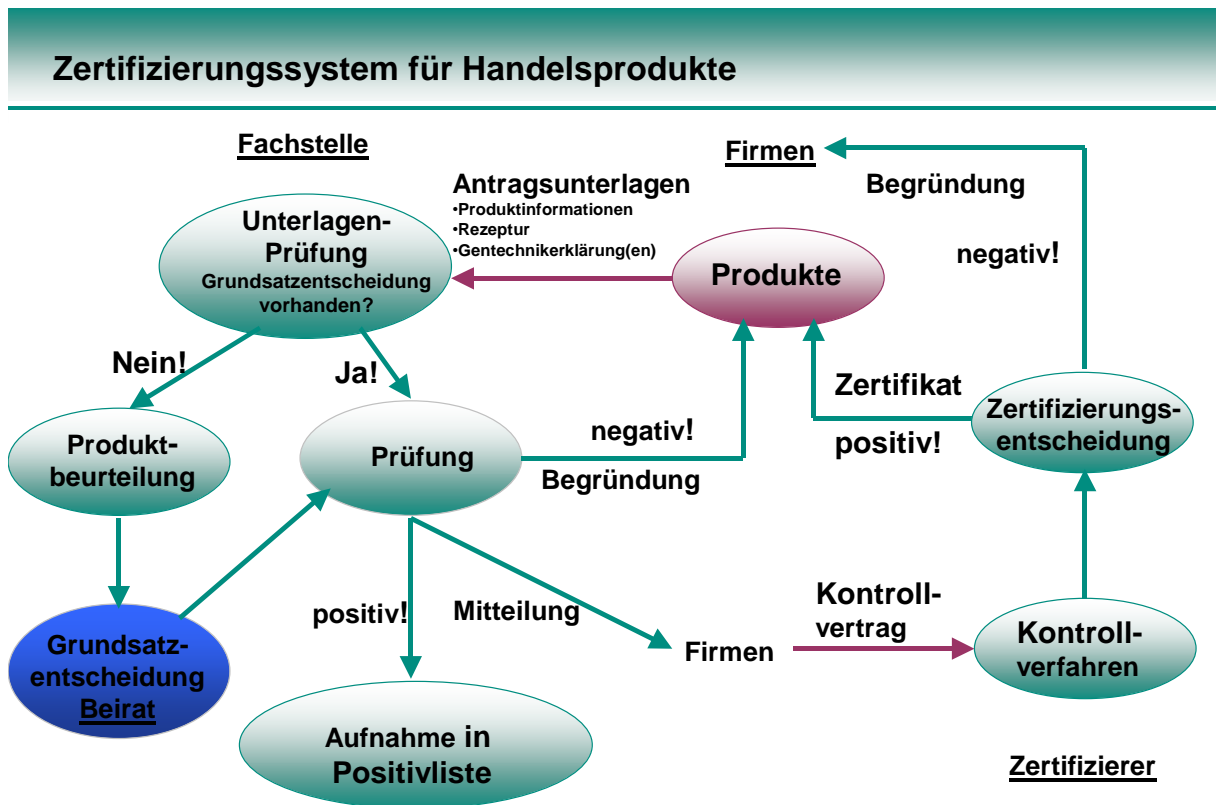 Zertifizierungssystem für Handelsprodukte
Fachstelle
Firmen
Begründung
negativ!
Antragsunterlagen
•Produktinformationen
•Rezeptur
•Gentechnikerklärung(en)
Unterlagen-
Prüfung
Grundsatzentscheidung
vorhanden?
Produkte
Nein!
Ja!
Zertifikat
positiv!
Zertifizierungs-
entscheidung
Produkt-
beurteilung
Prüfung
negativ!
Begründung
Grundsatz-
entscheidung
Beirat
positiv!
Mitteilung
Firmen
Kontroll-
vertrag
Kontroll-
verfahren
Aufnahme in
Positivliste
Zertifizierer